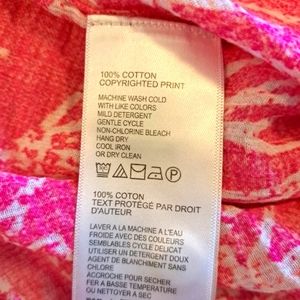 100% COTTON
COPYRIGHTED PRINT
MACHINE WASH COLD
WITH LIKE COLORS
MILD DETERGENT
GENTLE CYCLE
NON-CHLORINE BLEACH
HANG DRY
COOL IRON
OR DRY CLEAN
100% COTON
TEXT PROTÉGÉ PAR DROIT
D'AUTEUR
LAVER A LA MACHINE A L'EAU
FROIDE AVEC DES COULEURS
SEMBLABLES CYCLE DELICAT
UTILISER UN DETERGENT DOUX
AGENT DE BLANCHIMENT SANS
CHLORE
ACCROCHE POUR SECHER
FER A BASSE TEMPERATURE
OU NETTOYER A SEC